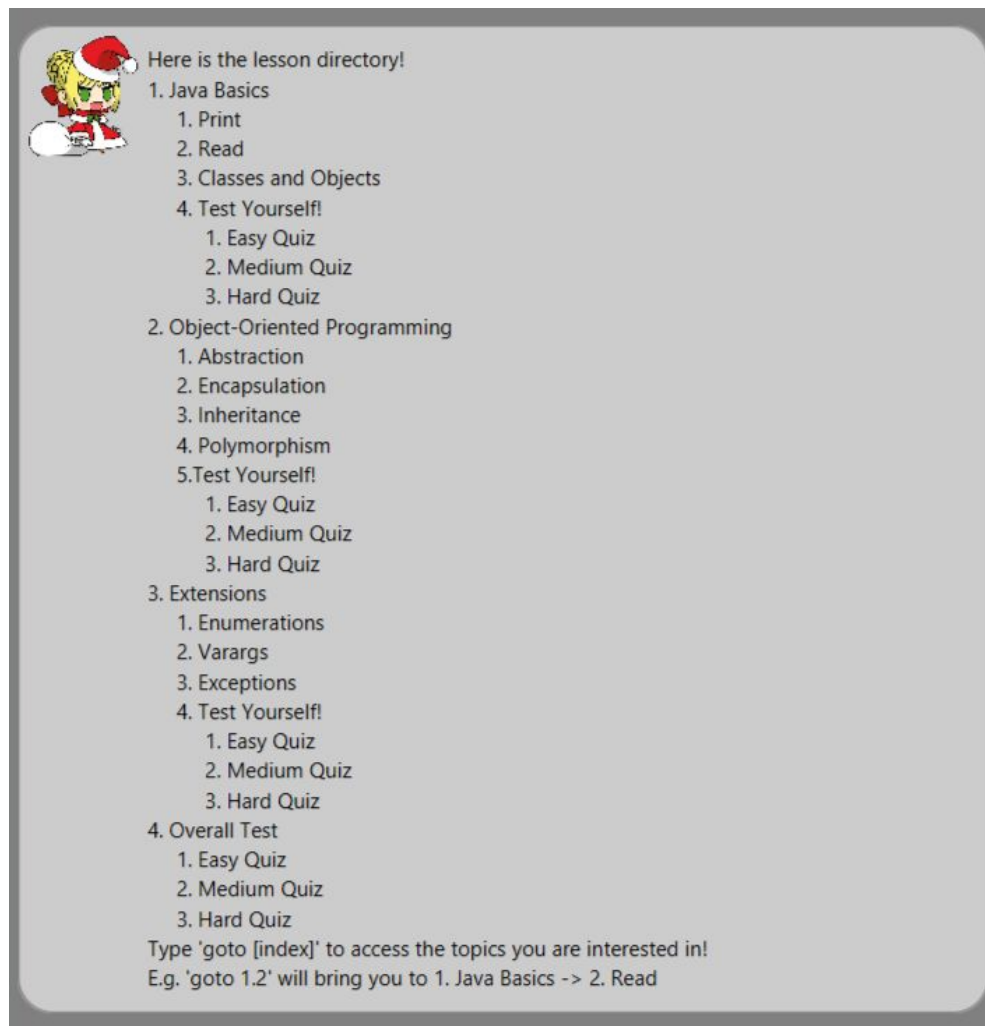 Here is the lesson directory!
1. Java Basics
1. Print
2. Read
3. Classes and Objects
4. Test Yourself!
1. Easy Quiz
2. Medium Quiz
3. Hard Quiz
2. Object-Oriented Programming
1. Abstraction
2. Encapsulation
3. Inheritance
4. Polymorphism
5.Test Yourself!
1. Easy Quiz
2. Medium Quiz
3. Hard Quiz
3. Extensions
1. Enumerations
2. Varargs
3. Exceptions
4. Test Yourself!
1. Easy Quiz
2. Medium Quiz
3. Hard Quiz
4. Overall Test
1. Easy Quiz
2. Medium Quiz
3. Hard Quiz
Type 'goto [index]' to access the topics you are interested in!
E.g. 'goto 1.2' will bring you to 1. Java Basics -> 2. Read